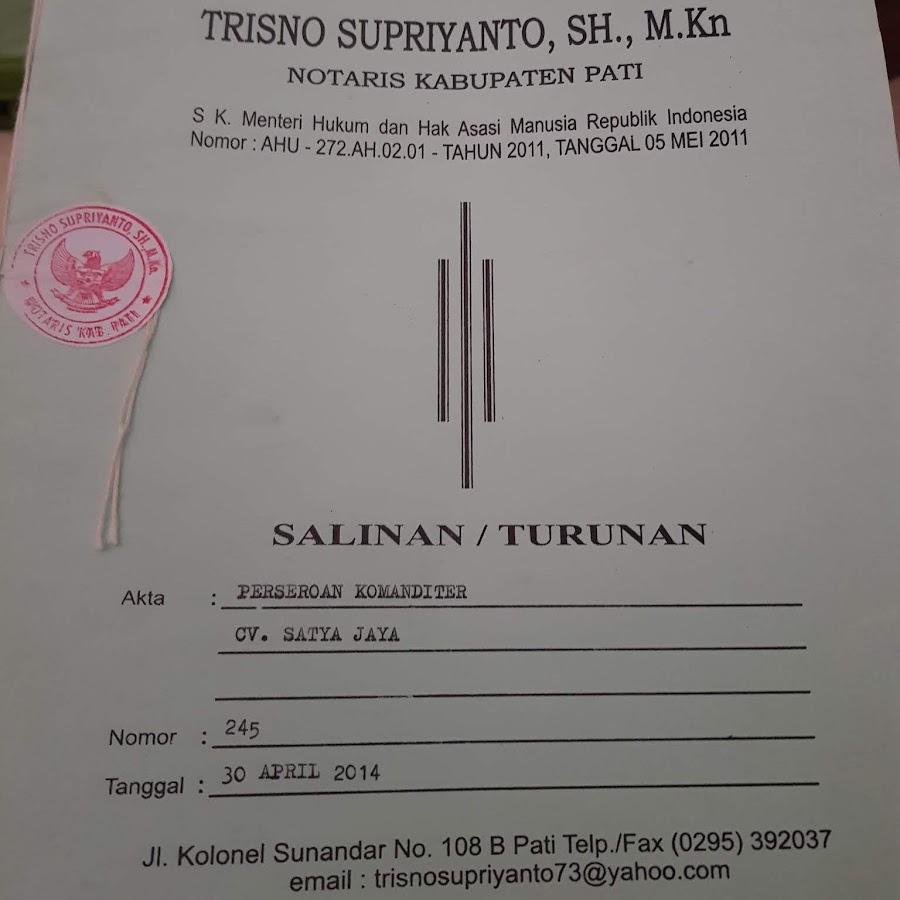 TRISNO SUPRIYANTO, SH., M.Kn
NOTARIS KABUPATEN PATI
S K. Menteri Hukum dan Hak Asasi Manusia Republik Indonesia
Nomor : AHU - 272.AH.02.01 - TAHUN 2011, TANGGAL 05 MEI 2011
TRISNO SUPRIYANTO, SH.,M.Kn.
NOTARIS KAB. PATI
SALINAN / TURUNAN
Akta : PERSEROAN KOMANDITER
CV. SATYA JAYA
Nomor : 245
Tanggal : 30 APRIL 2014
Jl. Kolonel Sunandar No. 108 B Pati Telp./Fax (0295) 392037
email : trisnosupriyanto73@yahoo.com